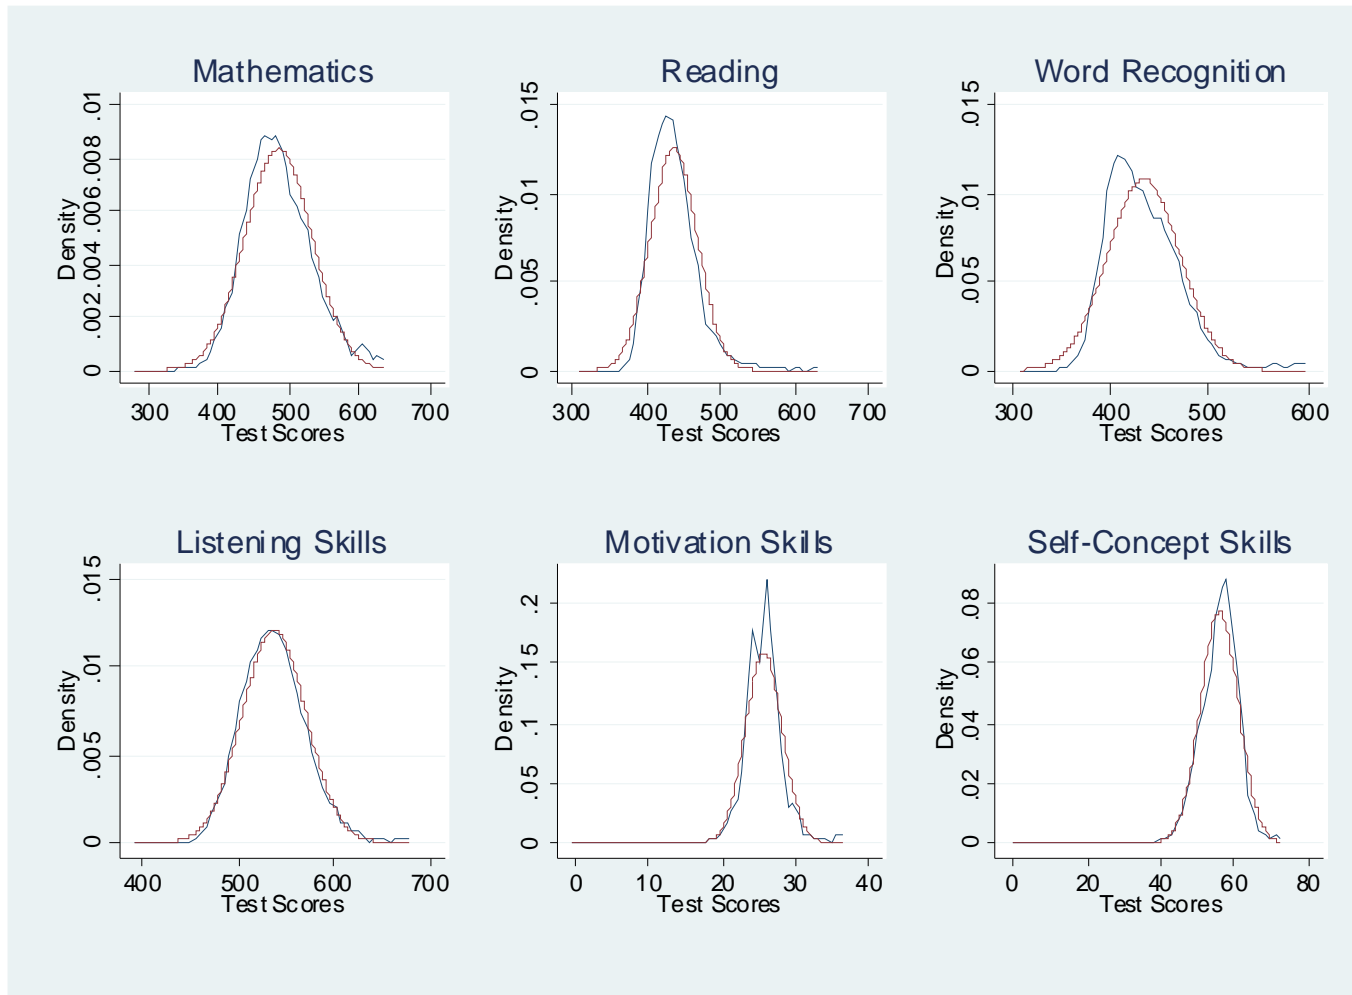 Mathematics
Density
0 .002 .004 .006 .008 .01
300 400 500 600 700
Test Scores
Reading
Density
0 .005 .01 .015
300 400 500 600 700
Test Scores
Word Recognition
Density
0 .005 .01 .015
300 400 500 600
Test Scores
Listening Skills
Density
0 .005 .01 .015
400 500 600 700
Test Scores
Motivation Skills
Density
0 .05 .1 .15 .2
0 10 20 30 40
Test Scores
Self-Concept Skills
Density
0 .02 .04 .06 .08
0 20 40 60 80
Test Scores